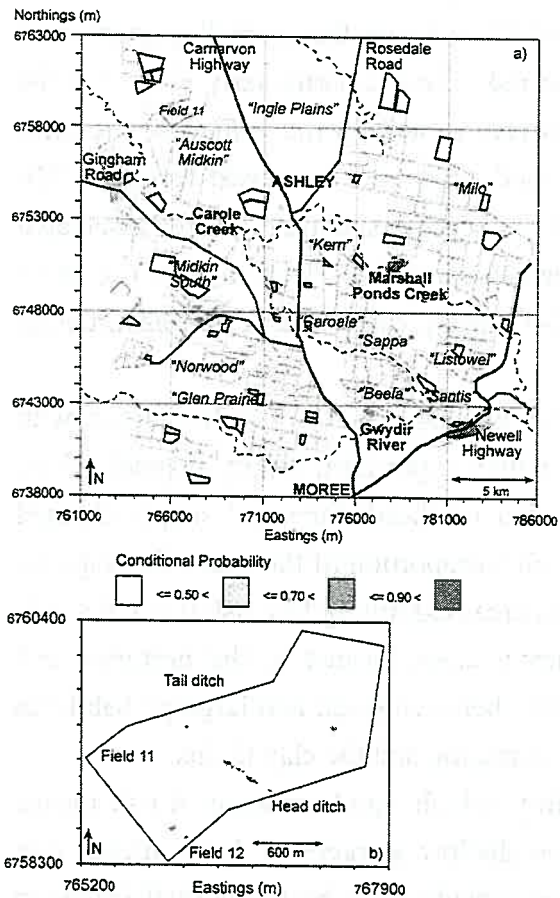 Northings (m)
6763000
Carnarvon
Highway
Rosedale
Road
a)
Field 11
"Ingle Plains"
6758000
"Auscott
Midkin"
Gingham
Road
ASHLEY
"Milo"
6753000
Carole
Creek
"Kerri"
"Midkin
South"
Marshall
Ponds Creek
6748000
"Caroale"
"Sappa"
"Norwood"
"Listowel"
6743000
"Glen Praire"
"Beela"
Santis"
Gwydir
River
Newell
Highway
N
MOREE
5 km
6738000
761000 766000 771000 776000 781000 786000
Eastings (m)
Conditional Probability
<= 0.50 < <= 0.70 < <= 0.90 <
6760400
Tail ditch
Field 11
Head ditch
N
Field 12
600 m
b)
6758300
765200 Eastings (m) 767900